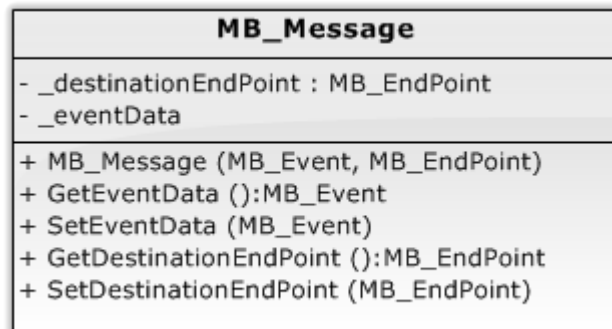 MB_Message
- _destinationEndPoint : MB_EndPoint
- _eventData
+ MB_Message (MB_Event, MB_EndPoint)
+ GetEventData ():MB_Event
+ SetEventData (MB_Event)
+ GetDestinationEndPoint ():MB_EndPoint
+ SetDestinationEndPoint (MB_EndPoint)